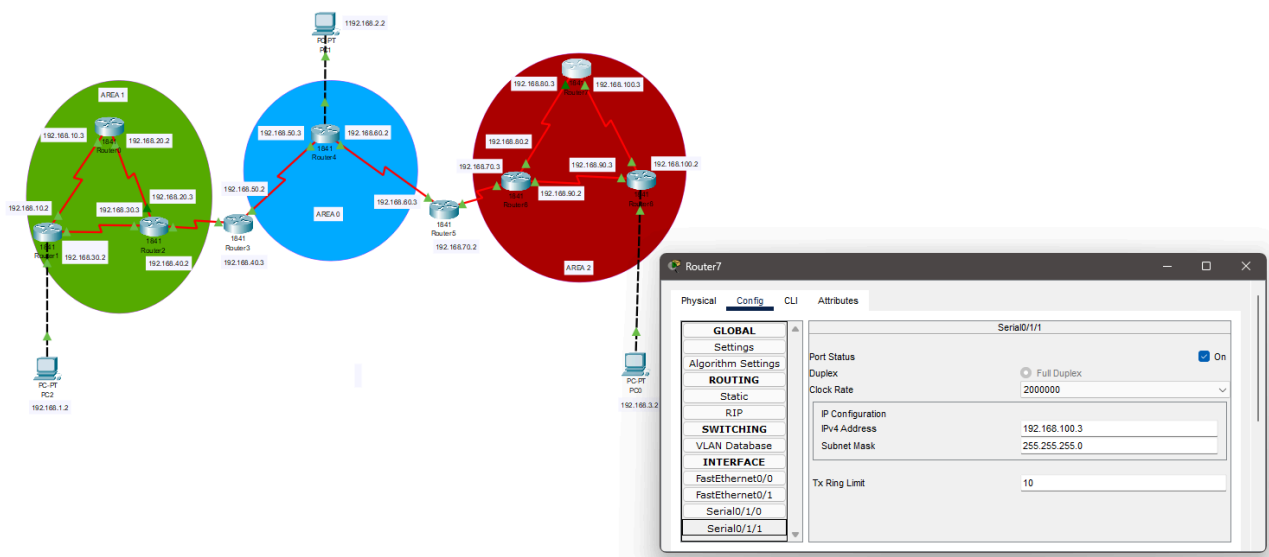 1192.168.2.2
PC-PT
PC1
AREA 1
192.168.10.3
192.168.20.2
1841
Router0
192.168.10.2
192.168.30.3
192.168.20.3
1841
Router1
192.168.30.2
1841
Router2
192.168.40.2
PC-PT
PC2
192.168.1.2
192.168.50.3
192.168.60.2
1841
Router4
192.168.50.2
1841
Router3
192.168.40.3
AREA 0
192.168.60.3
1841
Router5
192.168.70.2
192.168.80.3
192.168.100.3
192.168.80.2
192.168.70.3
192.168.90.3
192.168.100.2
1841
192.168.90.2
AREA 2
PC-PT
192.168.3.2
Router7
Physical
Config
CLI
Attributes
GLOBAL
Settings
Algorithm Settings
ROUTING
Static
RIP
SWITCHING
VLAN Database
INTERFACE
FastEthernet0/0
FastEthernet0/1
Serial0/1/0
Serial0/1/1
Serial0/1/1
Port Status
On
Duplex
Full Duplex
Clock Rate
2000000
IP Configuration
IPv4 Address
192.168.100.3
Subnet Mask
255.255.255.0
Tx Ring Limit
10